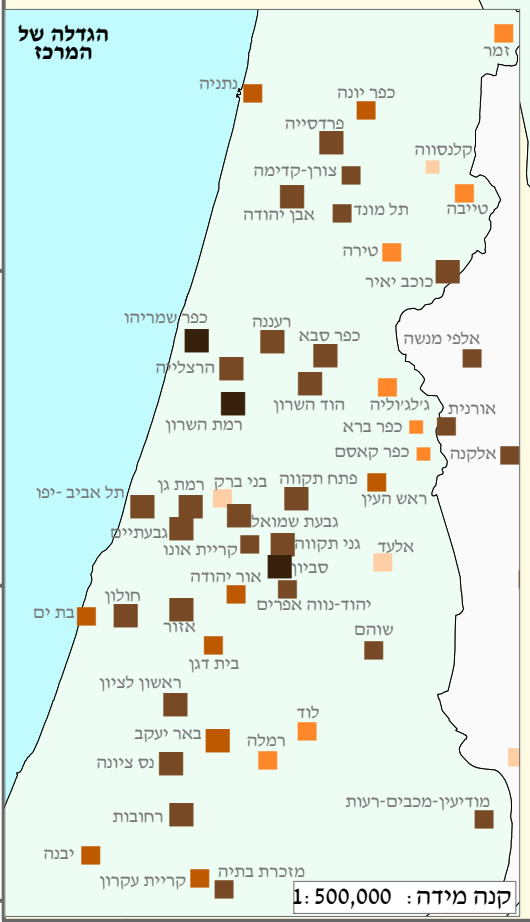 הגדלה של
המרכז
זמר
נתניה
כפר יונה
פרדסייה
קלנסווה
צורן-קדימה
אבן יהודה
תל מונד
טייבה
טירה
כוכב יאיר
כפר שמריהו
רעננה
כפר סבא
אלפי מנשה
הרצלייה
הוד השרון
ג'לג'וליה
אורנית
רמת השרון
כפר ברא
כפר קאסם
אלקנה
תל אביב -יפו
רמת גן
בני ברק
פתח תקווה
ראש העין
גבעתיים
גבעת שמואל
קריית אונו
גני תקווה
אלעד
סביון
אור יהודה
יהוד-נווה אפרים
חולון
בת ים
אזור
שוהם
בית דגן
ראשון לציון
לוד
באר יעקב
רמלה
נס ציונה
מודיעין-מכבים-רעות
רחובות
יבנה
קריית עקרון
מזכרת בתיה
קנה מידה: 1:500,000